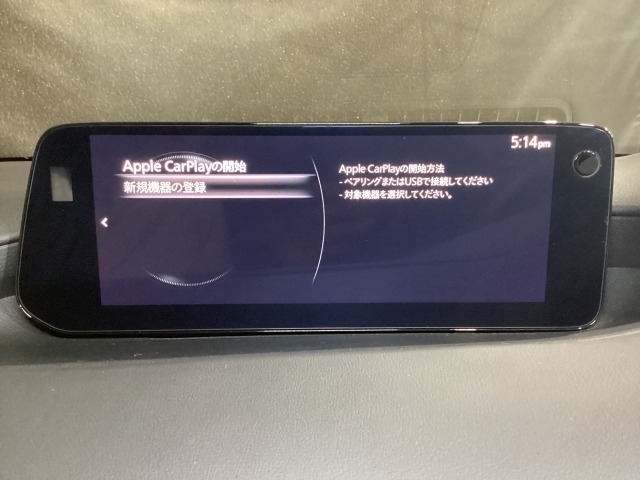 5:14pm
Apple CarPlayの開始
新規機器の登録
Apple CarPlayの開始方法
- ペアリングまたはUSBで接続してください
- 対象機器を選択してください。